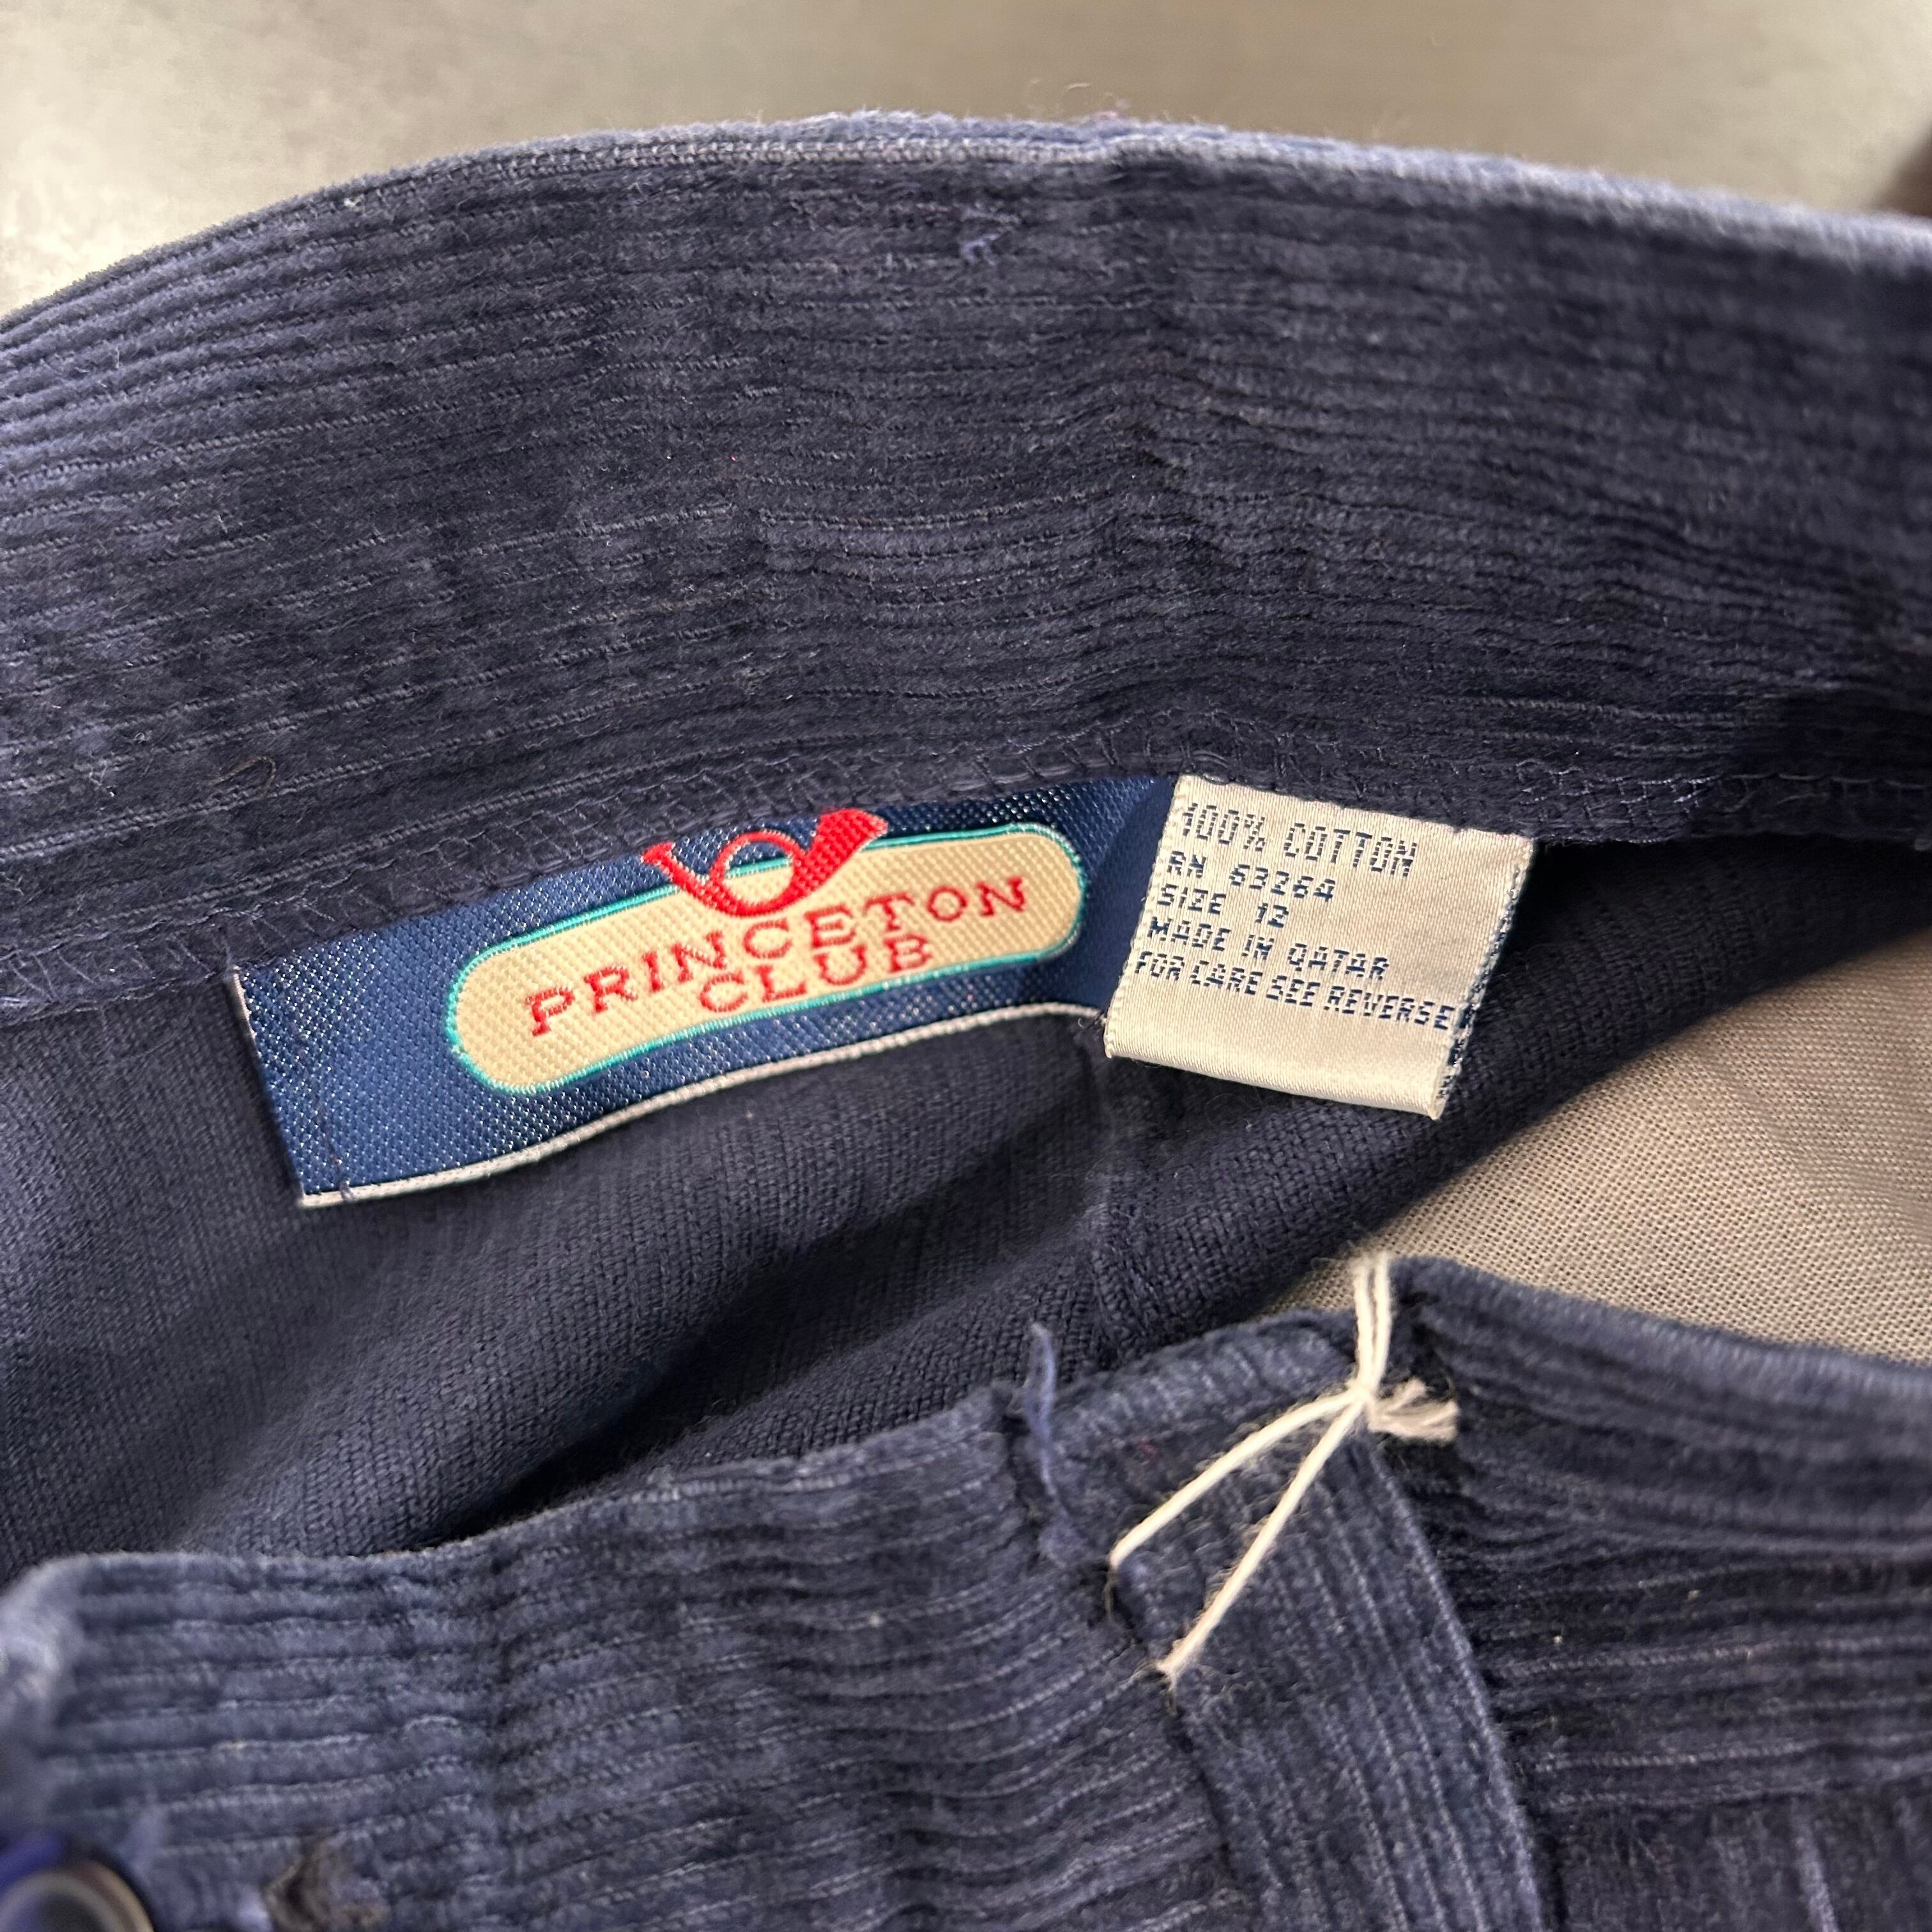 PRINCETON
CLUB
100% COTTON
RN 63264
SIZE 12
MADE IN QATAR
FOR CARE SEE REVERSE